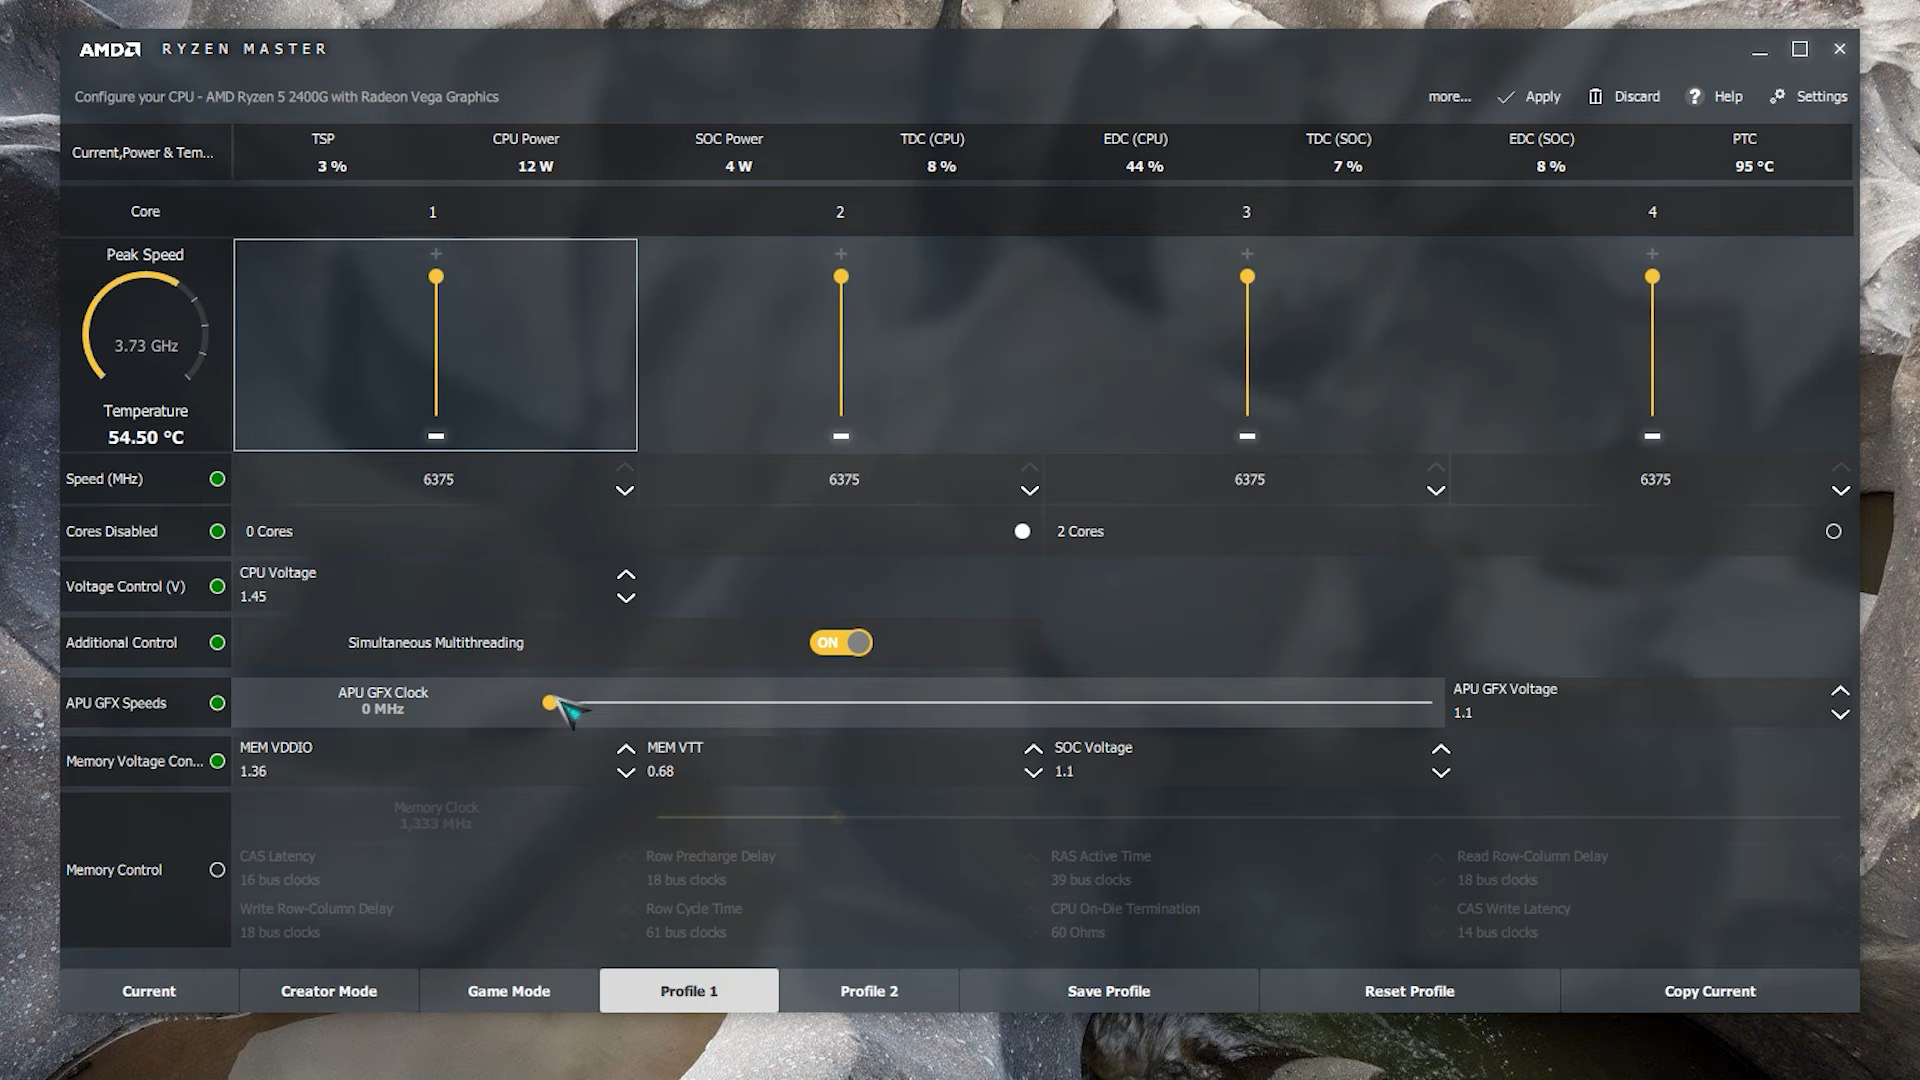 AMD RYZEN MASTER
Configure your CPU - AMD Ryzen 5 2400G with Radeon Vega Graphics
more... Apply Discard ? Help Settings
Current,Power & Tem...
TSP CPU Power SOC Power TDC (CPU) EDC (CPU) TDC (SOC) EDC (SOC) PTC
3 % 12 W 4 W 8 % 44 % 7 % 8 % 95 °C
Core 1 2 3 4
Peak Speed
3.73 GHz
Temperature
54.50 °C
Speed (MHz) 6375 6375 6375 6375
Cores Disabled 0 Cores 2 Cores
Voltage Control (V) CPU Voltage
1.45
Additional Control Simultaneous Multithreading ON
APU GFX Speeds APU GFX Clock
0 MHz
APU GFX Voltage
1.1
Memory Voltage Con...
MEM VDDIO MEM VTT SOC Voltage
1.36 0.68 1.1
Memory Clock
1,333 MHz
Memory Control
CAS Latency Row Precharge Delay RAS Active Time Read Row-Column Delay
16 bus clocks 18 bus clocks 39 bus clocks 18 bus clocks
Write Row-Column Delay Row Cycle Time CPU On-Die Termination CAS Write Latency
18 bus clocks 61 bus clocks 60 Ohms 14 bus clocks
Current Creator Mode Game Mode Profile 1 Profile 2 Save Profile Reset Profile Copy Current